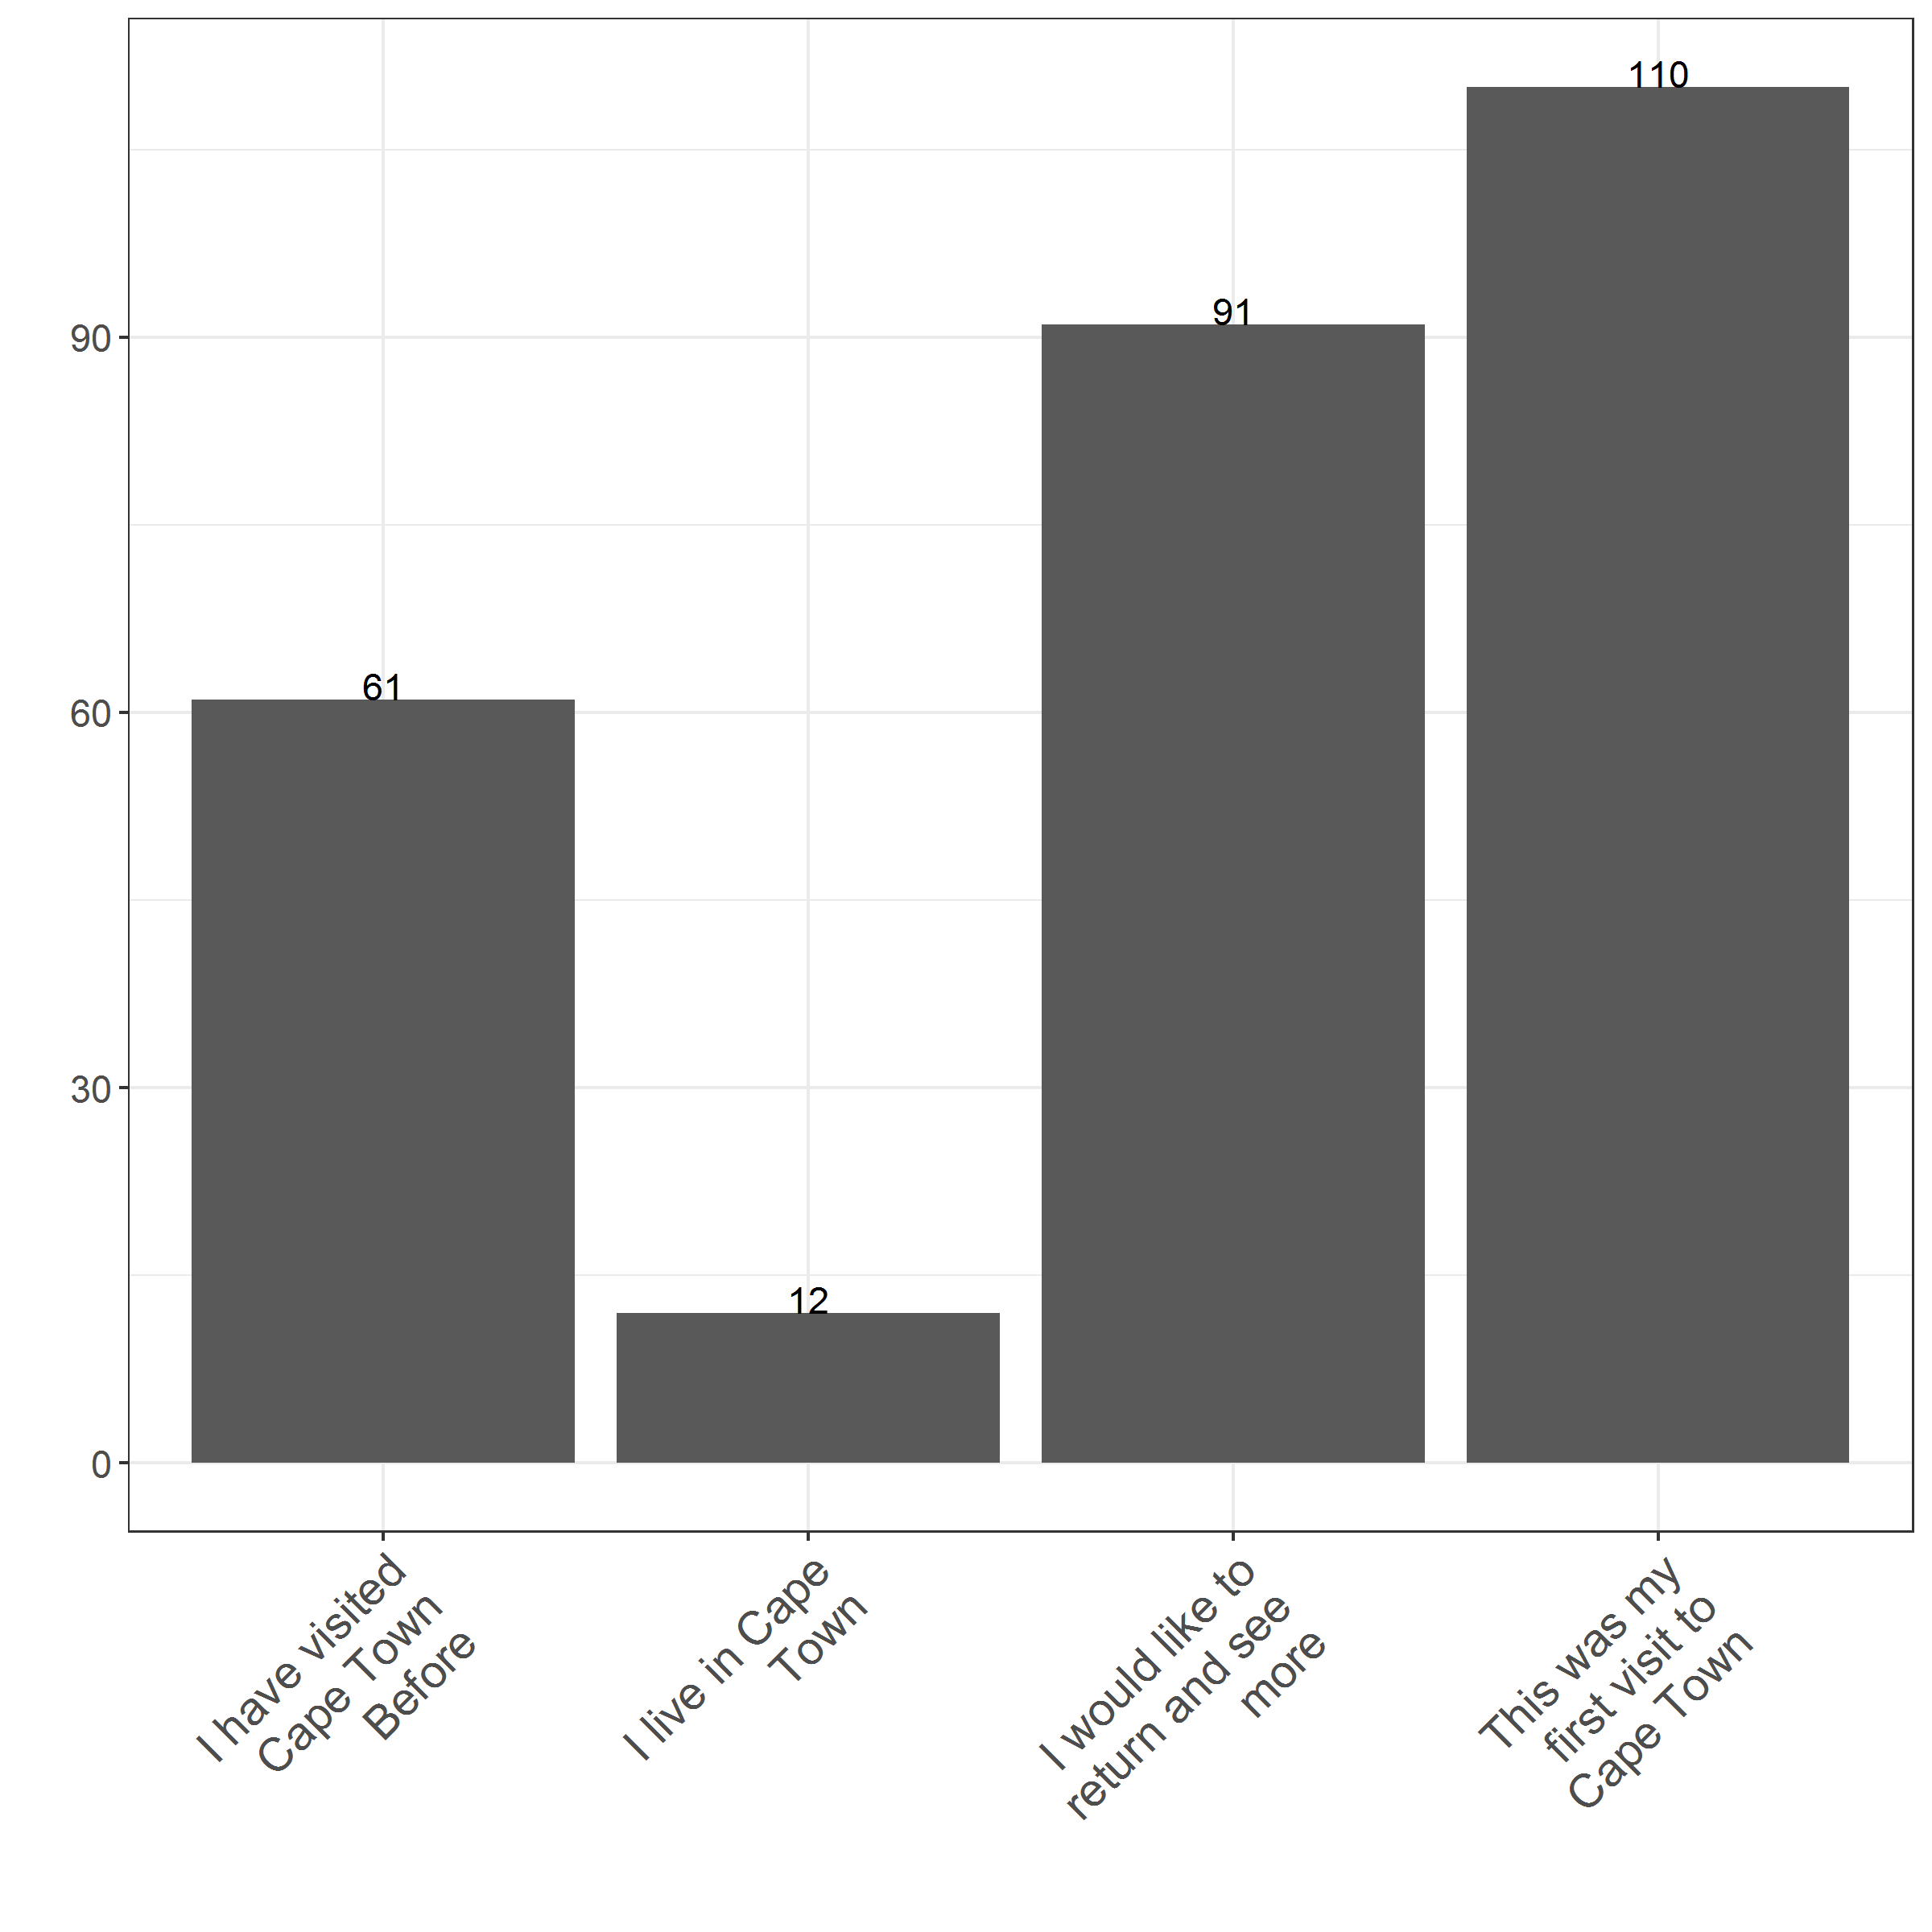 110
91
90
61
60
30
12
0
I have visited
Cape Town
Before
I live in Cape
Town
I would like to
return and see
more
This was my
first visit to
Cape Town